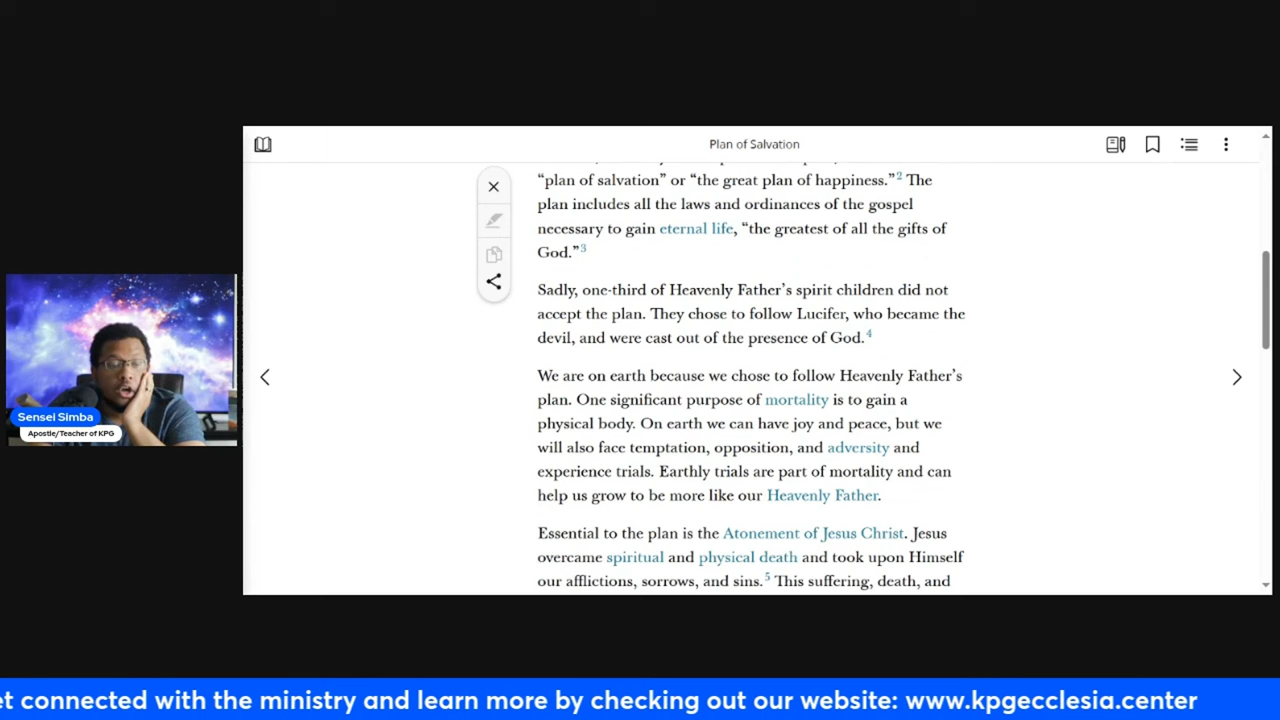 Plan of Salvation
“plan of salvation” or “the great plan of happiness.”2 The
plan includes all the laws and ordinances of the gospel
necessary to gain eternal life, “the greatest of all the gifts of
God.”3
Sadly, one-third of Heavenly Father’s spirit children did not
accept the plan. They chose to follow Lucifer, who became the
devil, and were cast out of the presence of God.4
We are on earth because we chose to follow Heavenly Father’s
plan. One significant purpose of mortality is to gain a
physical body. On earth we can have joy and peace, but we
will also face temptation, opposition, and adversity and
experience trials. Earthly trials are part of mortality and can
help us grow to be more like our Heavenly Father.
Essential to the plan is the Atonement of Jesus Christ. Jesus
overcame spiritual and physical death and took upon Himself
our afflictions, sorrows, and sins.5 This suffering, death, and
Sensei Simba
Apostle/Teacher of KPG
et connected with the ministry and learn more by checking out our website: www.kpgecclesia.center